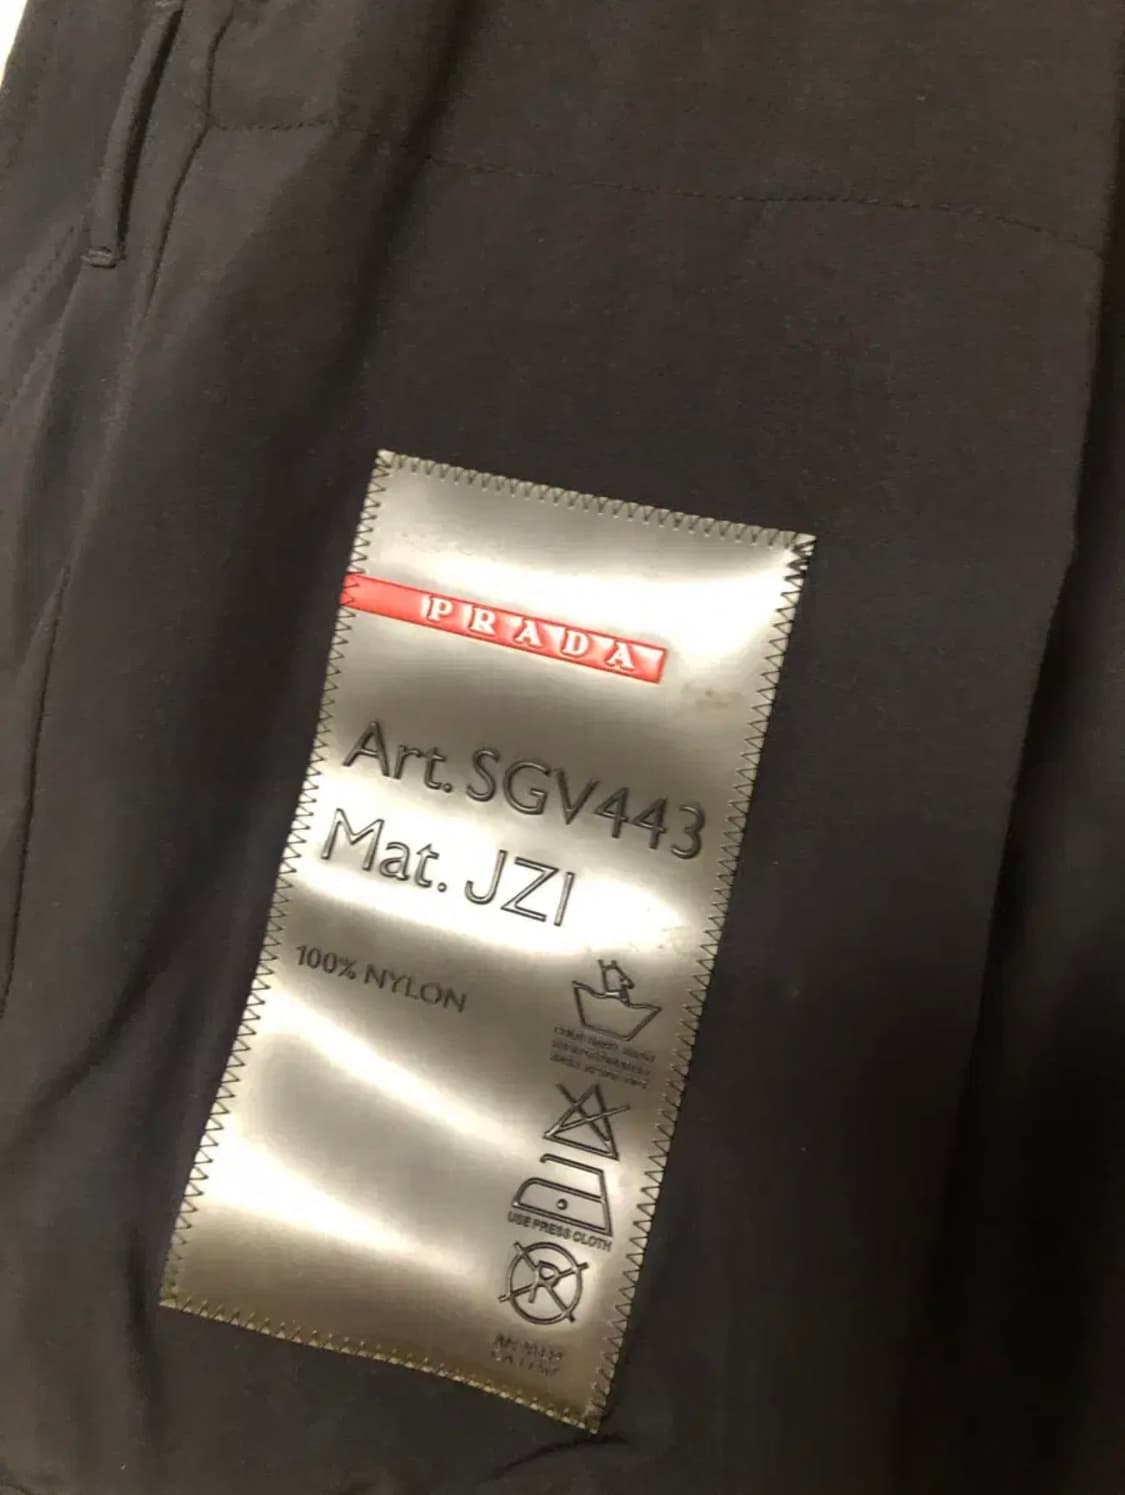 PRADA
Art. SGV443
Mat. JZI
100% NYLON
USE PRESS CLOTH
R